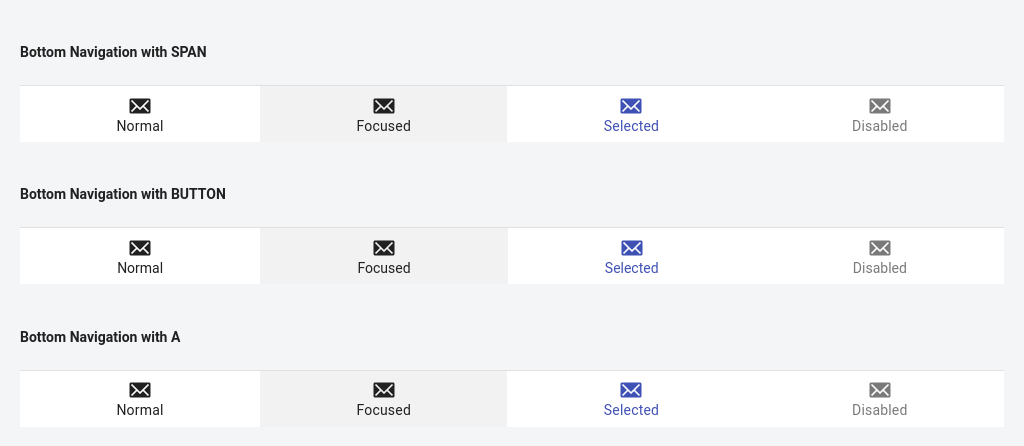 Bottom Navigation with SPAN
Normal Focused Selected Disabled
Bottom Navigation with BUTTON
Normal Focused Selected Disabled
Bottom Navigation with A
Normal Focused Selected Disabled